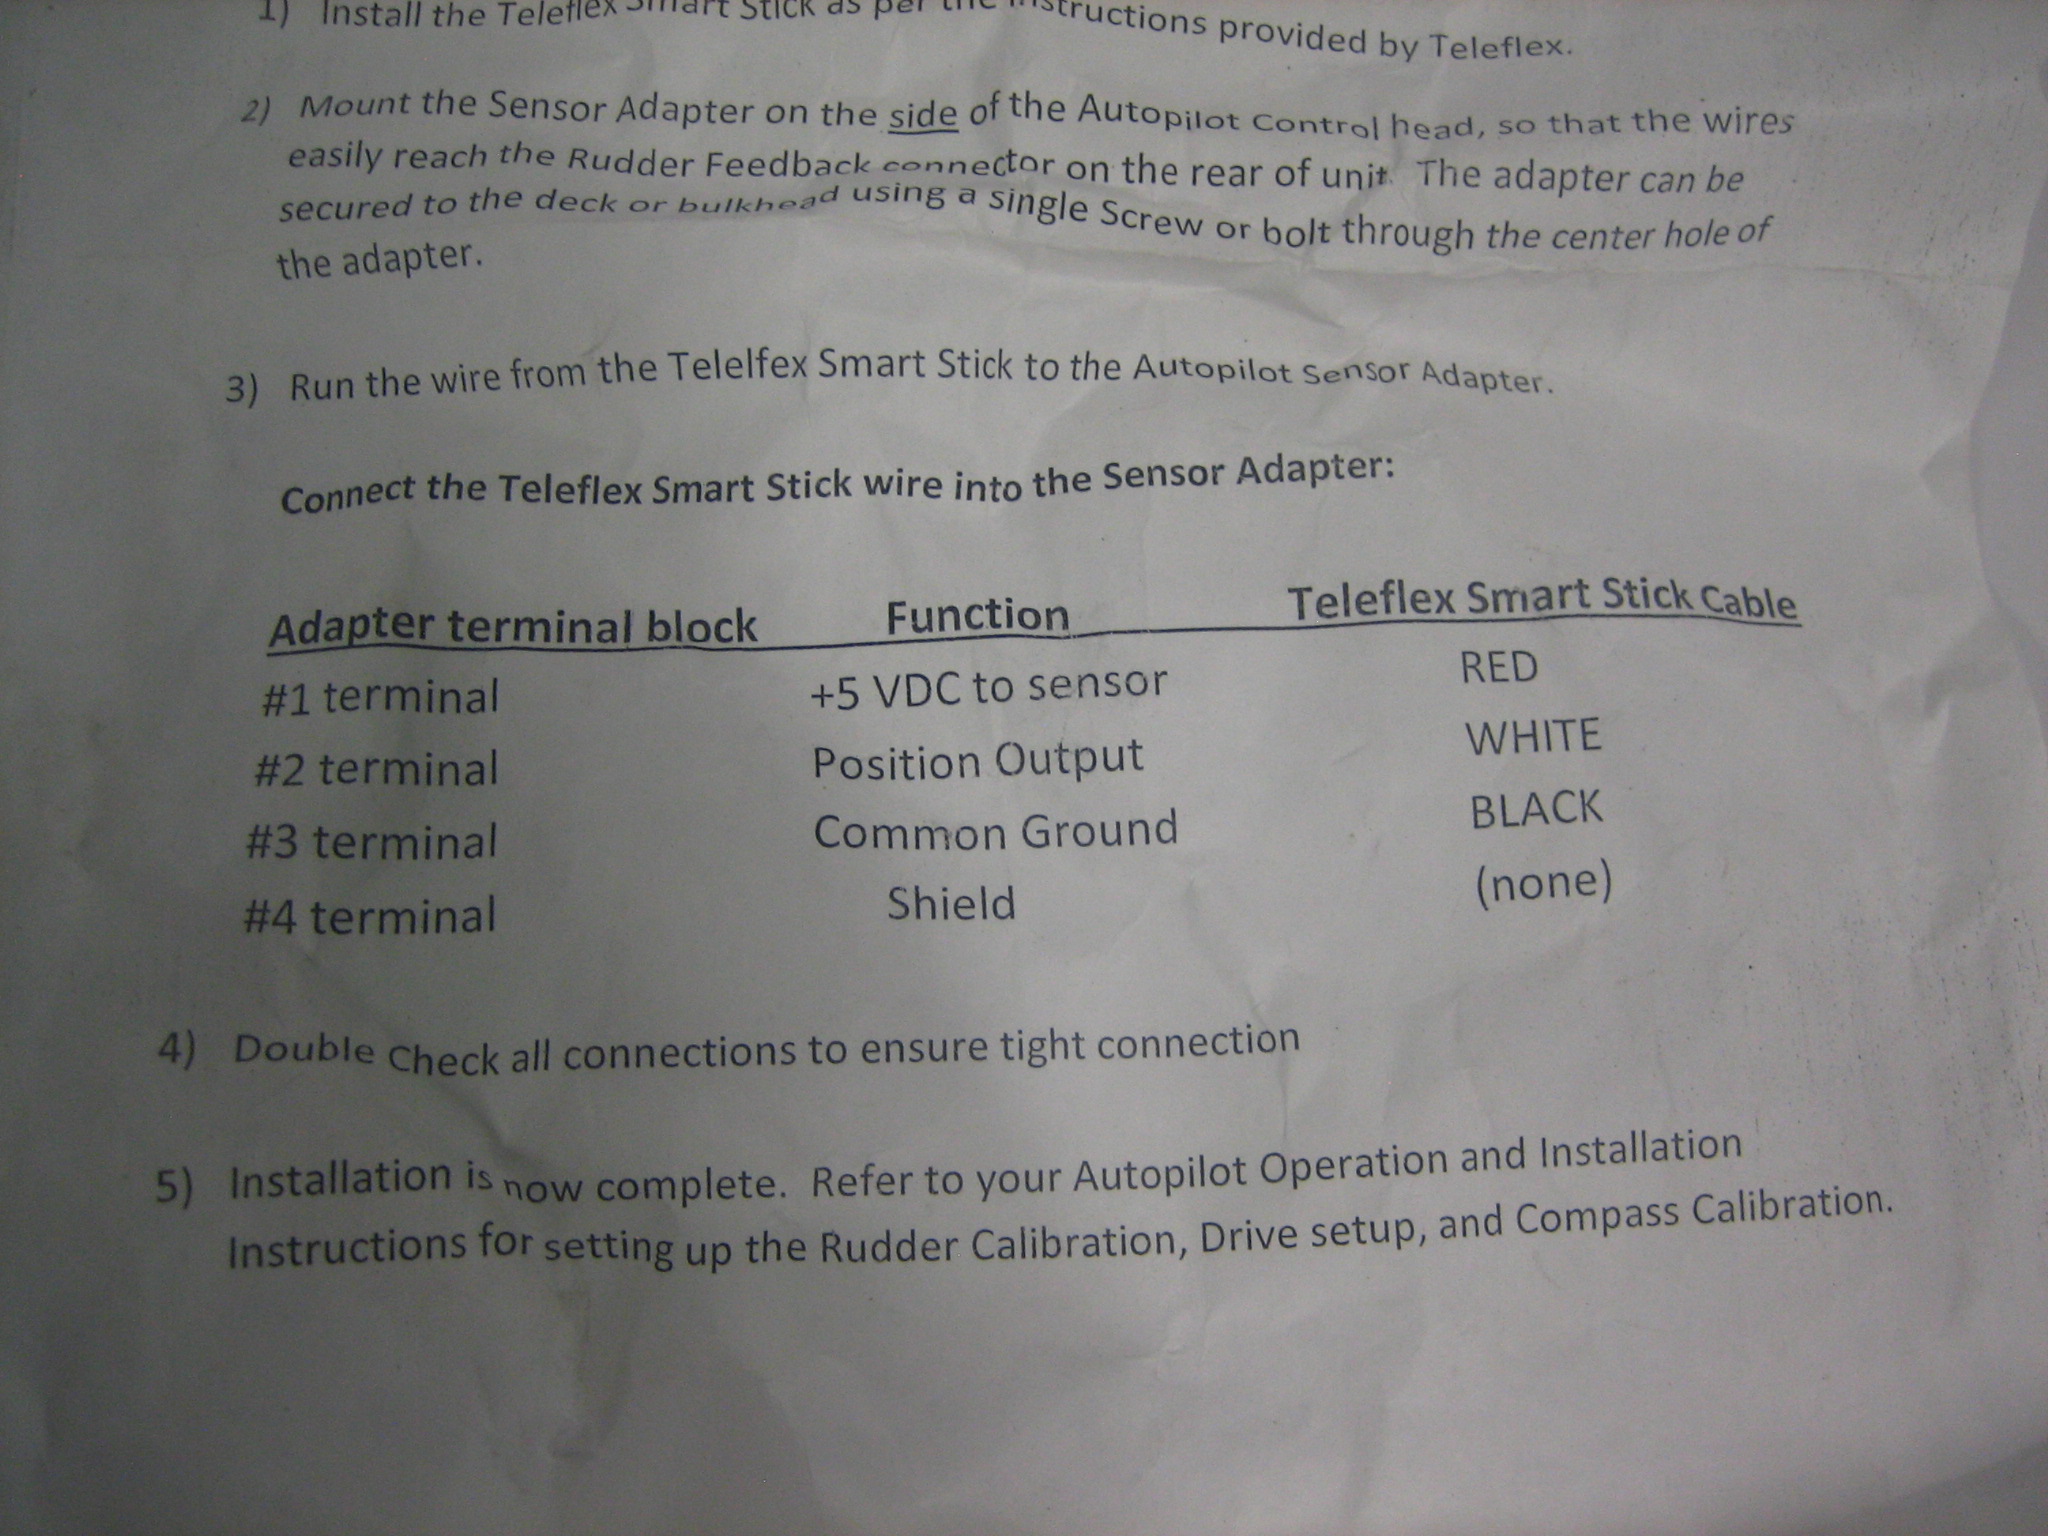 1) Install the Teleflex Smart Stick as per the instructions provided by Teleflex.
2) Mount the Sensor Adapter on the side of the Autopilot Control head, so that the wires
easily reach the Rudder Feedback connector on the rear of unit. The adapter can be
secured to the deck or bulkhead using a single Screw or bolt through the center hole of
the adapter.
3) Run the wire from the Telelfex Smart Stick to the Autopilot Sensor Adapter.
Connect the Teleflex Smart Stick wire into the Sensor Adapter:
Adapter terminal block Function Teleflex Smart Stick Cable
#1 terminal +5 VDC to sensor RED
#2 terminal Position Output WHITE
#3 terminal Common Ground BLACK
#4 terminal Shield (none)
4) Double Check all connections to ensure tight connection
5) Installation is now complete. Refer to your Autopilot Operation and Installation
Instructions for setting up the Rudder Calibration, Drive setup, and Compass Calibration.